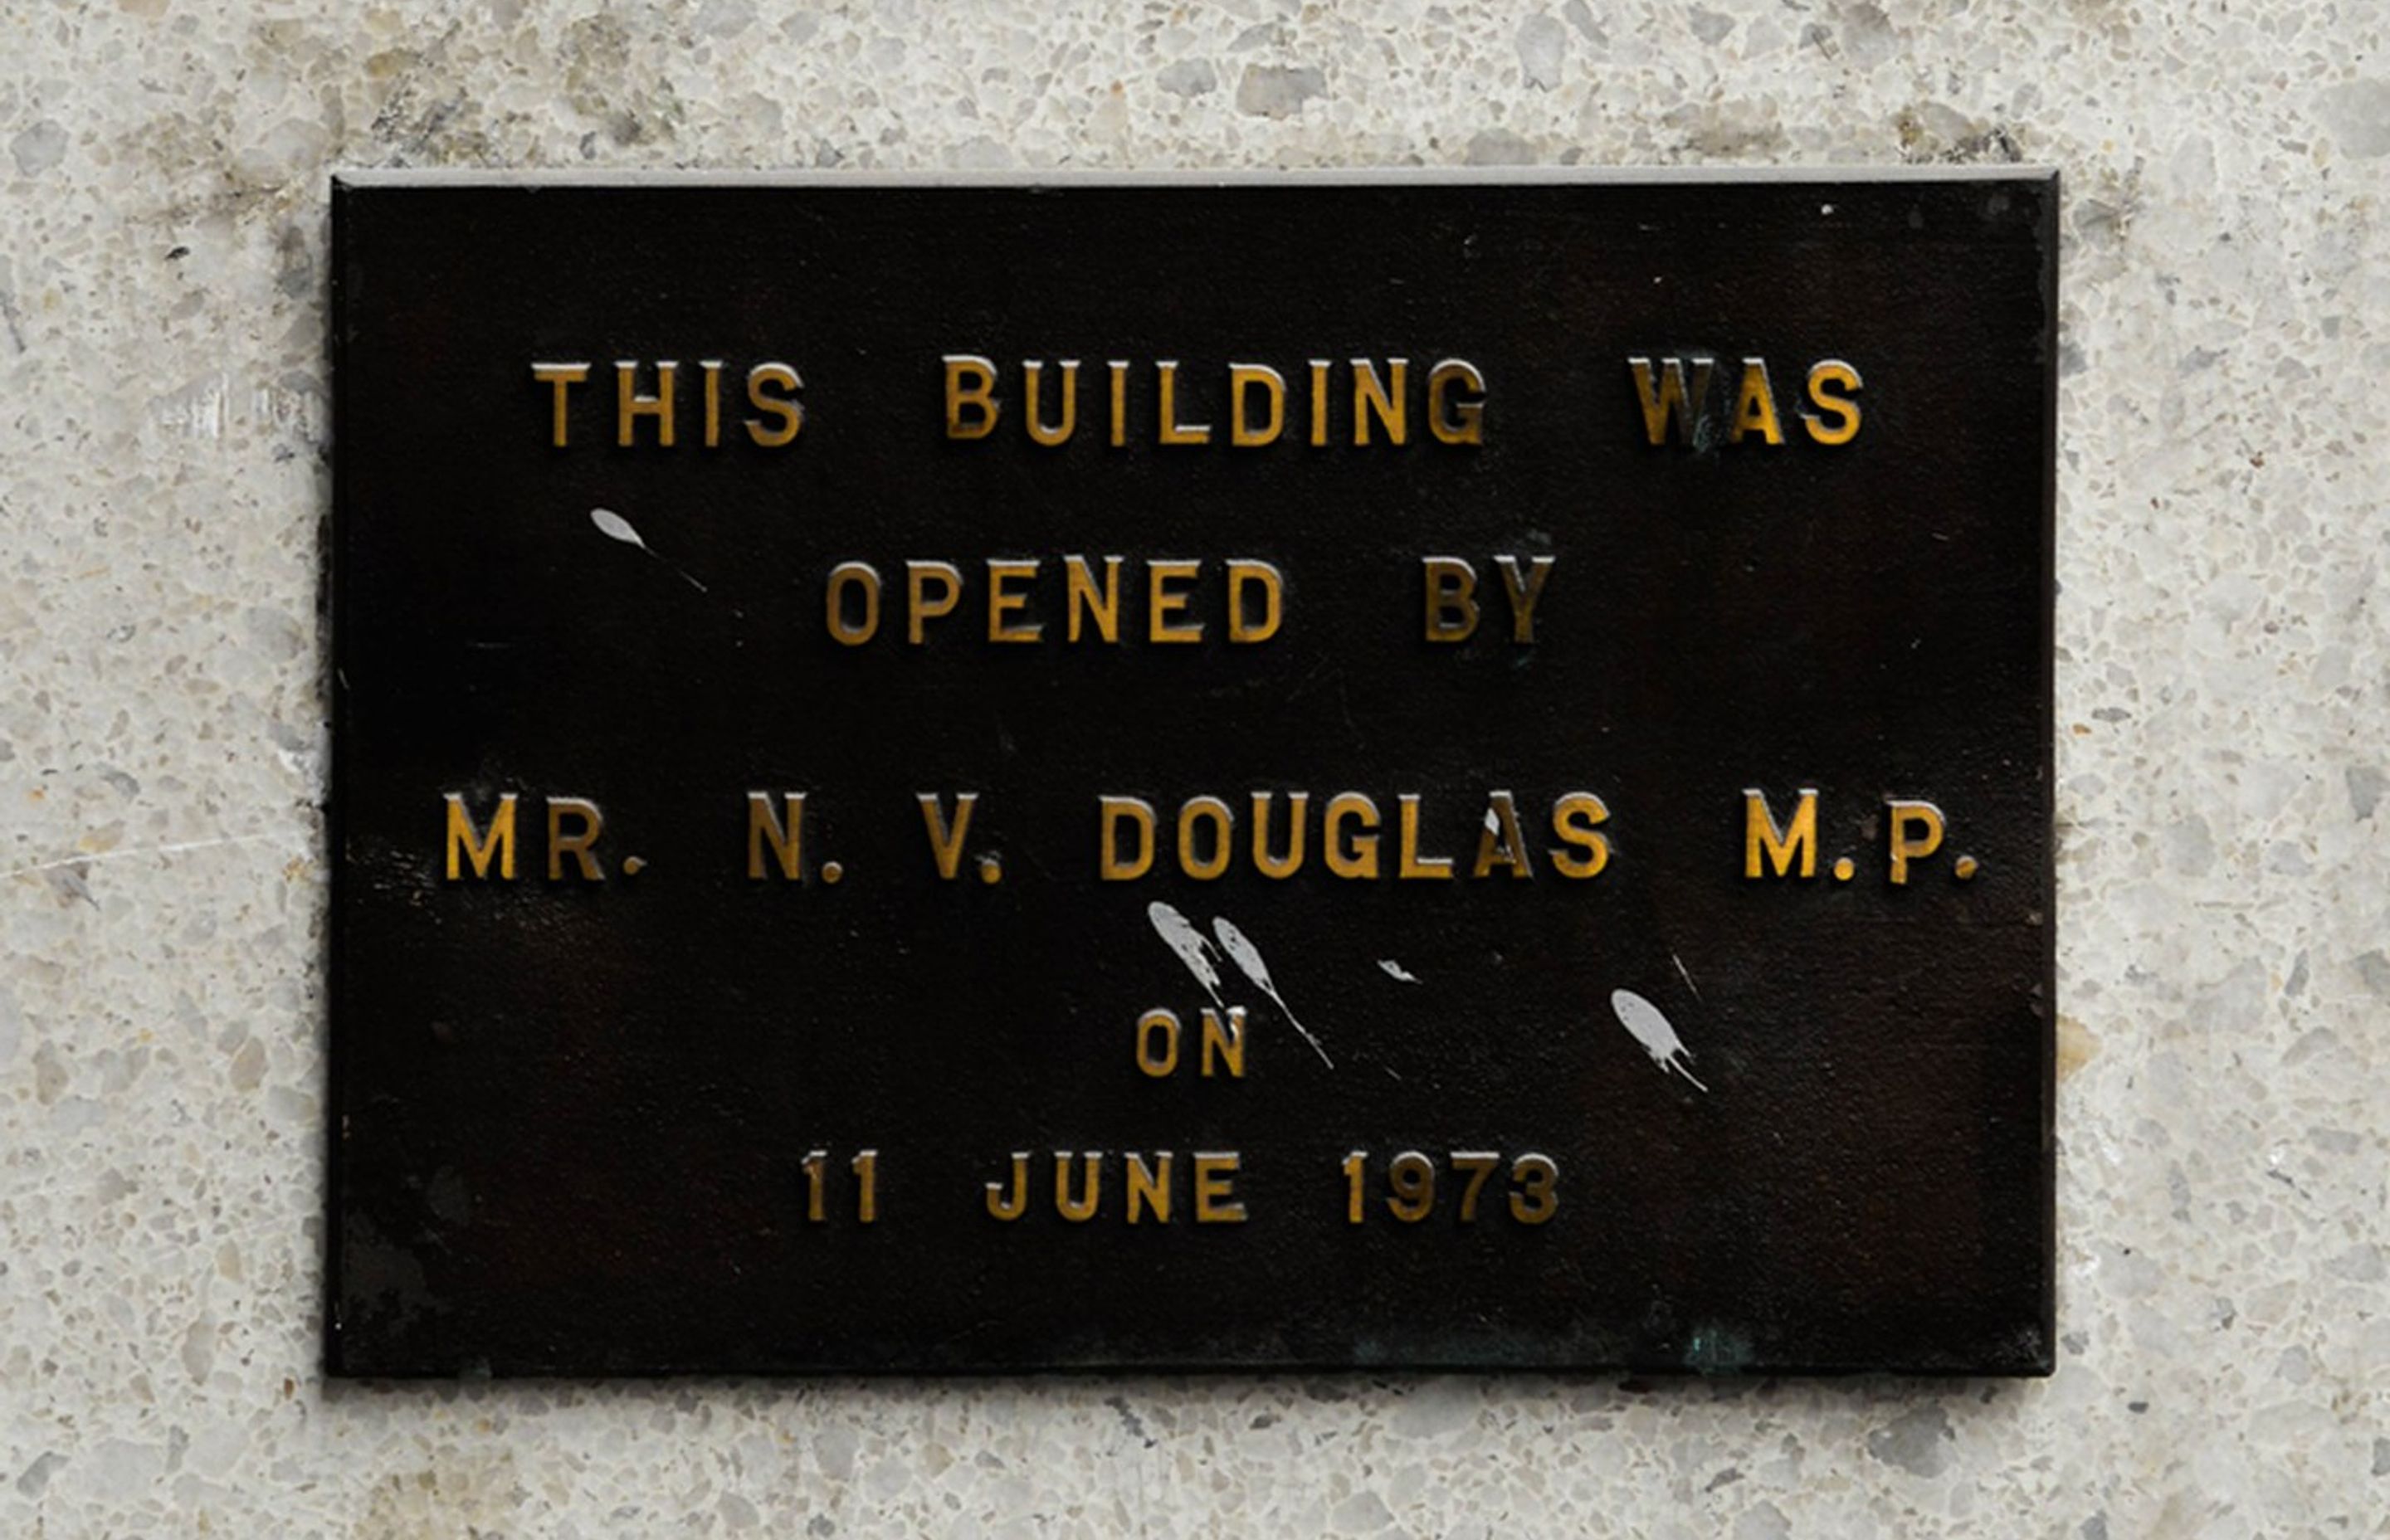 THIS BUILDING WAS
OPENED BY
MR. N. V. DOUGLAS M.P.
ON
11 JUNE 1973